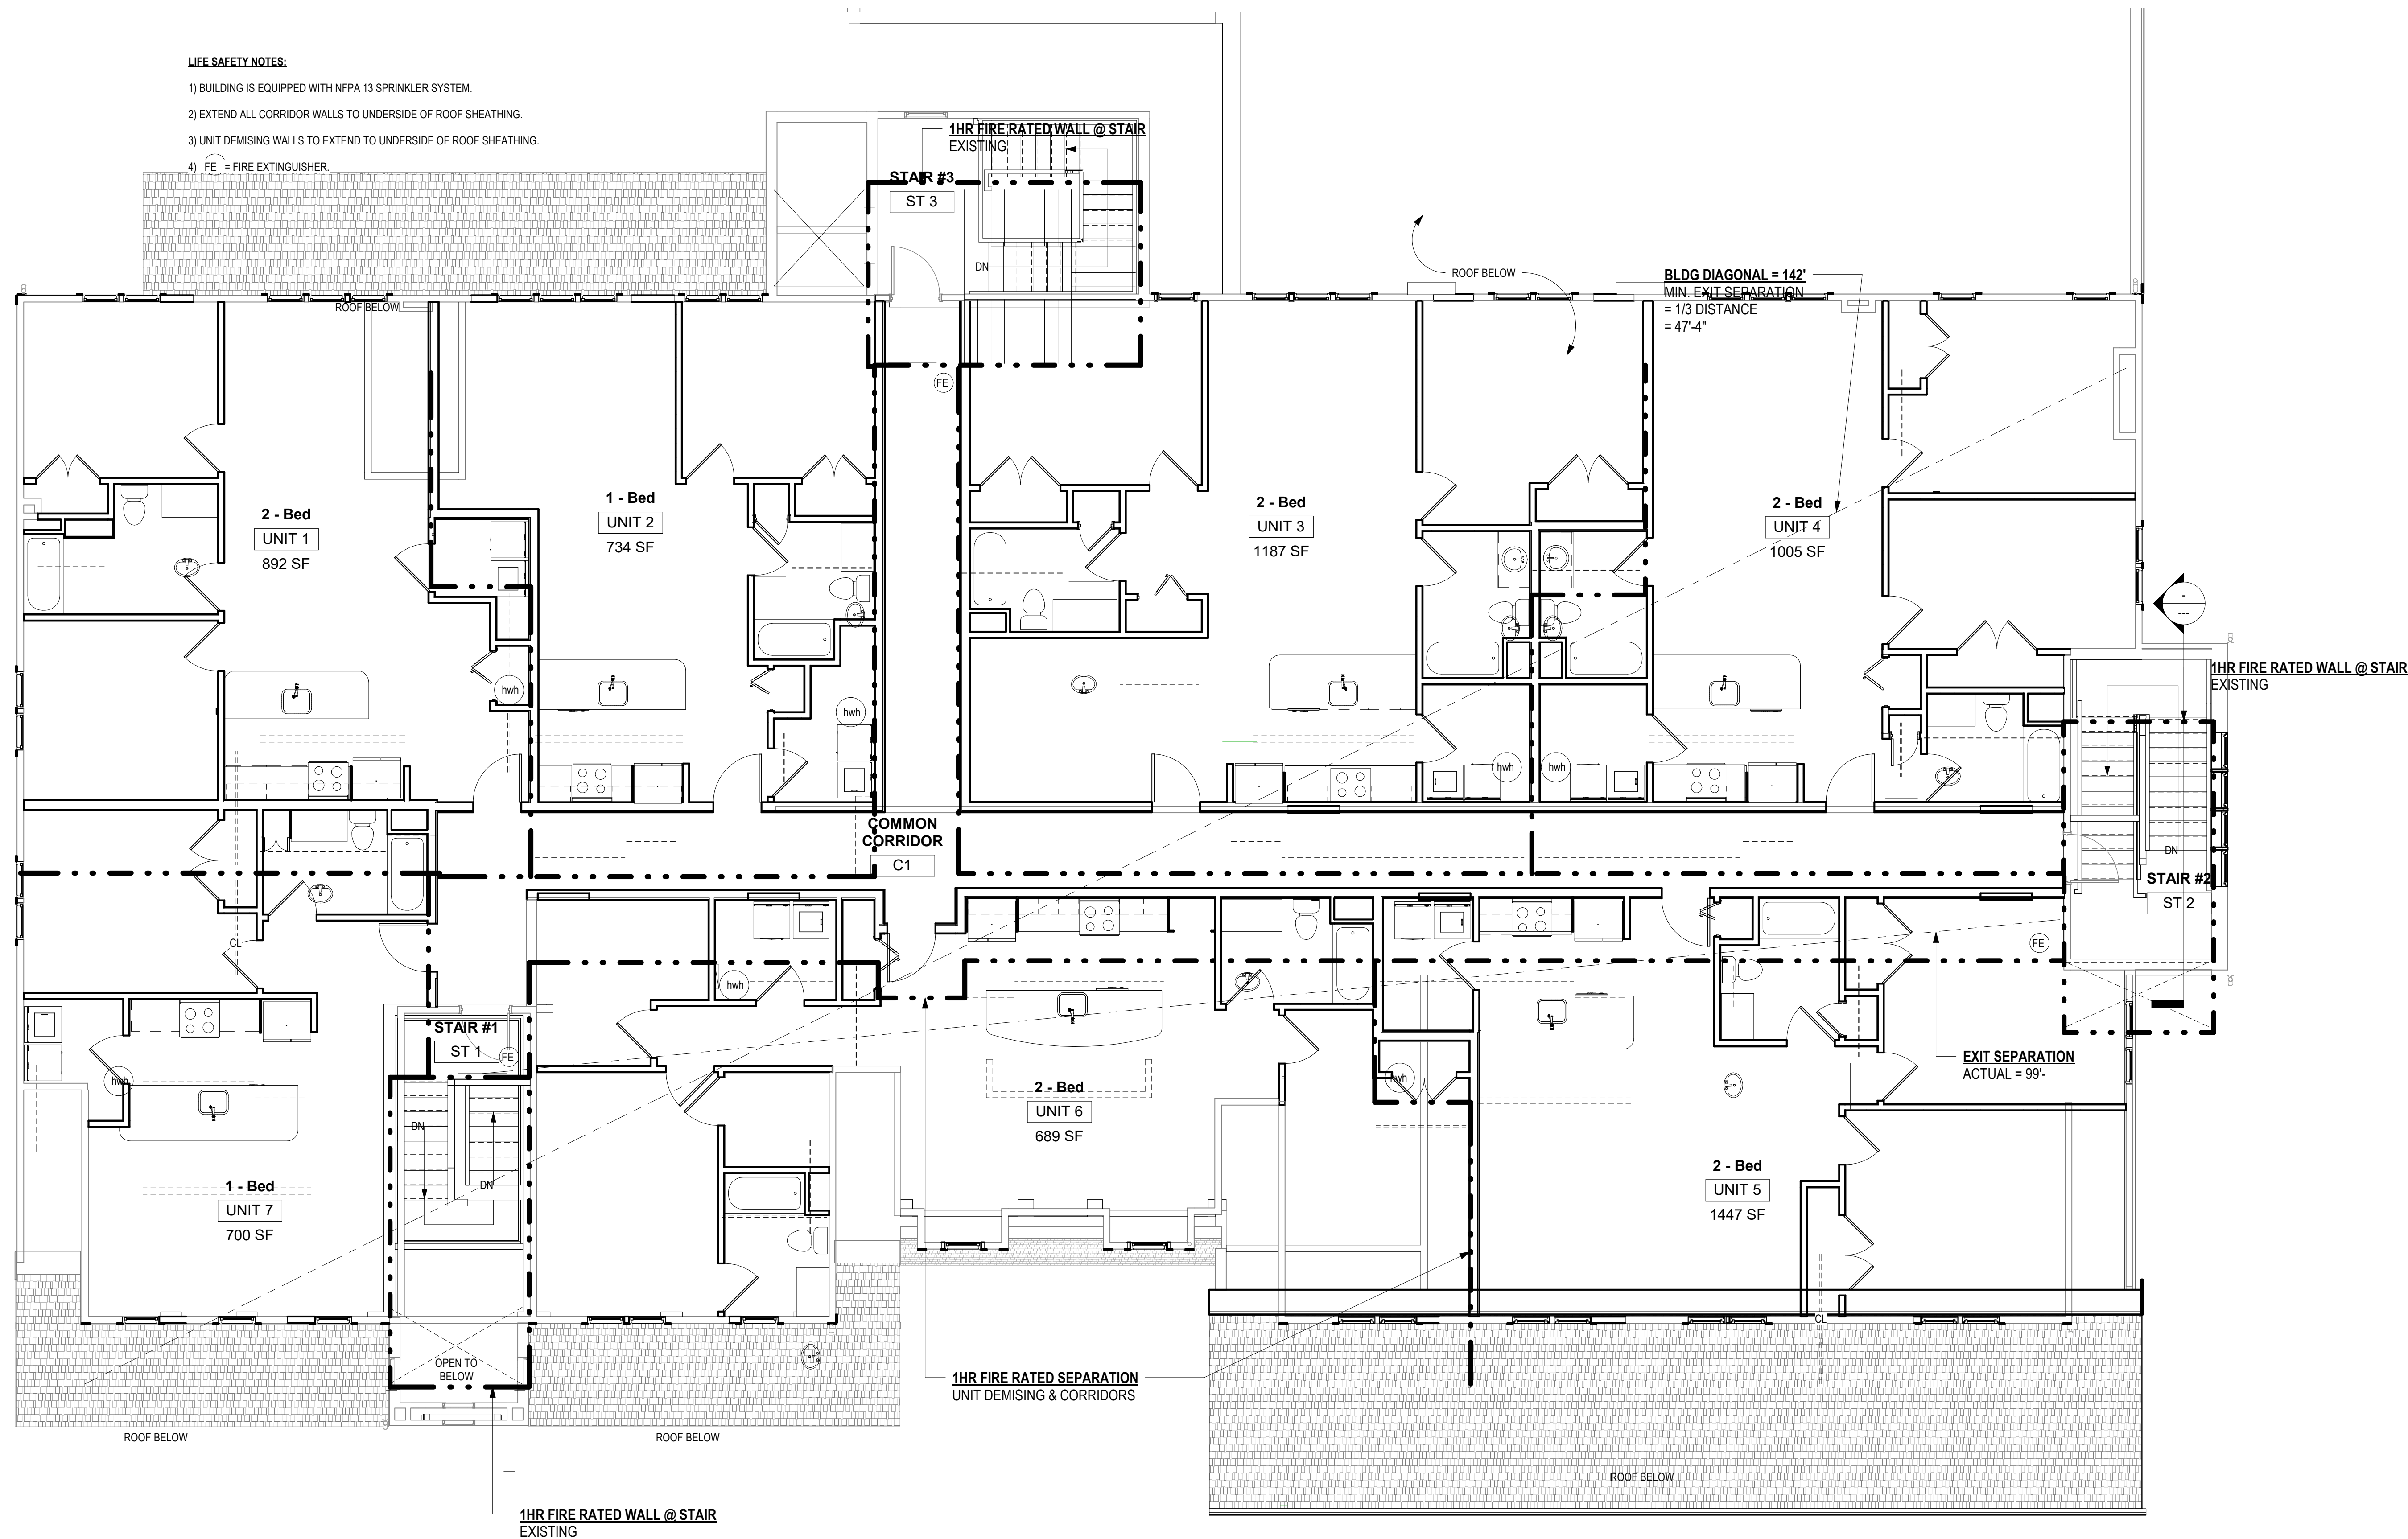 LIFE SAFETY NOTES:
1) BUILDING IS EQUIPPED WITH NFPA 13 SPRINKLER SYSTEM.
2) EXTEND ALL CORRIDOR WALLS TO UNDERSIDE OF ROOF SHEATHING.
3) UNIT DEMISING WALLS TO EXTEND TO UNDERSIDE OF ROOF SHEATHING.
4) FE = FIRE EXTINGUISHER.
1HR FIRE RATED WALL @ STAIR
EXISTING
STAIR #3
ST 3
DN
ROOF BELOW
ROOF BELOW
BLDG DIAGONAL = 142'
MIN. EXIT SEPARATION
= 1/3 DISTANCE
= 47'-4"
FE
2 - Bed
UNIT 1
892 SF
1 - Bed
UNIT 2
734 SF
2 - Bed
UNIT 3
1187 SF
2 - Bed
UNIT 4
1005 SF
-
---
1HR FIRE RATED WALL @ STAIR
EXISTING
hwh
hwh
hwh
hwh
COMMON
CORRIDOR
C1
DN
STAIR #2
ST 2
FE
CL
hwh
STAIR #1
ST 1
FE
EXIT SEPARATION
ACTUAL = 99'-
hwh
hwh
2 - Bed
UNIT 6
689 SF
DN
DN
1 - Bed
UNIT 7
700 SF
2 - Bed
UNIT 5
1447 SF
CL
OPEN TO
BELOW
1HR FIRE RATED SEPARATION
UNIT DEMISING & CORRIDORS
ROOF BELOW
ROOF BELOW
ROOF BELOW
1HR FIRE RATED WALL @ STAIR
EXISTING